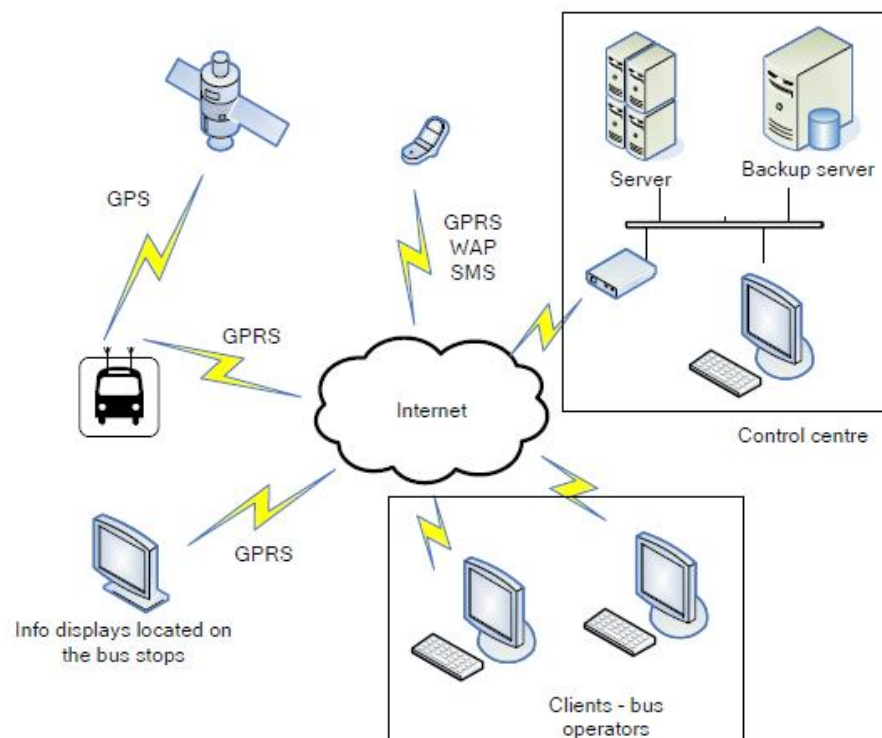 Server
Backup server
GPS
GPRS
WAP
SMS
GPRS
Internet
Control centre
GPRS
Info displays located on
the bus stops
Clients - bus
operators